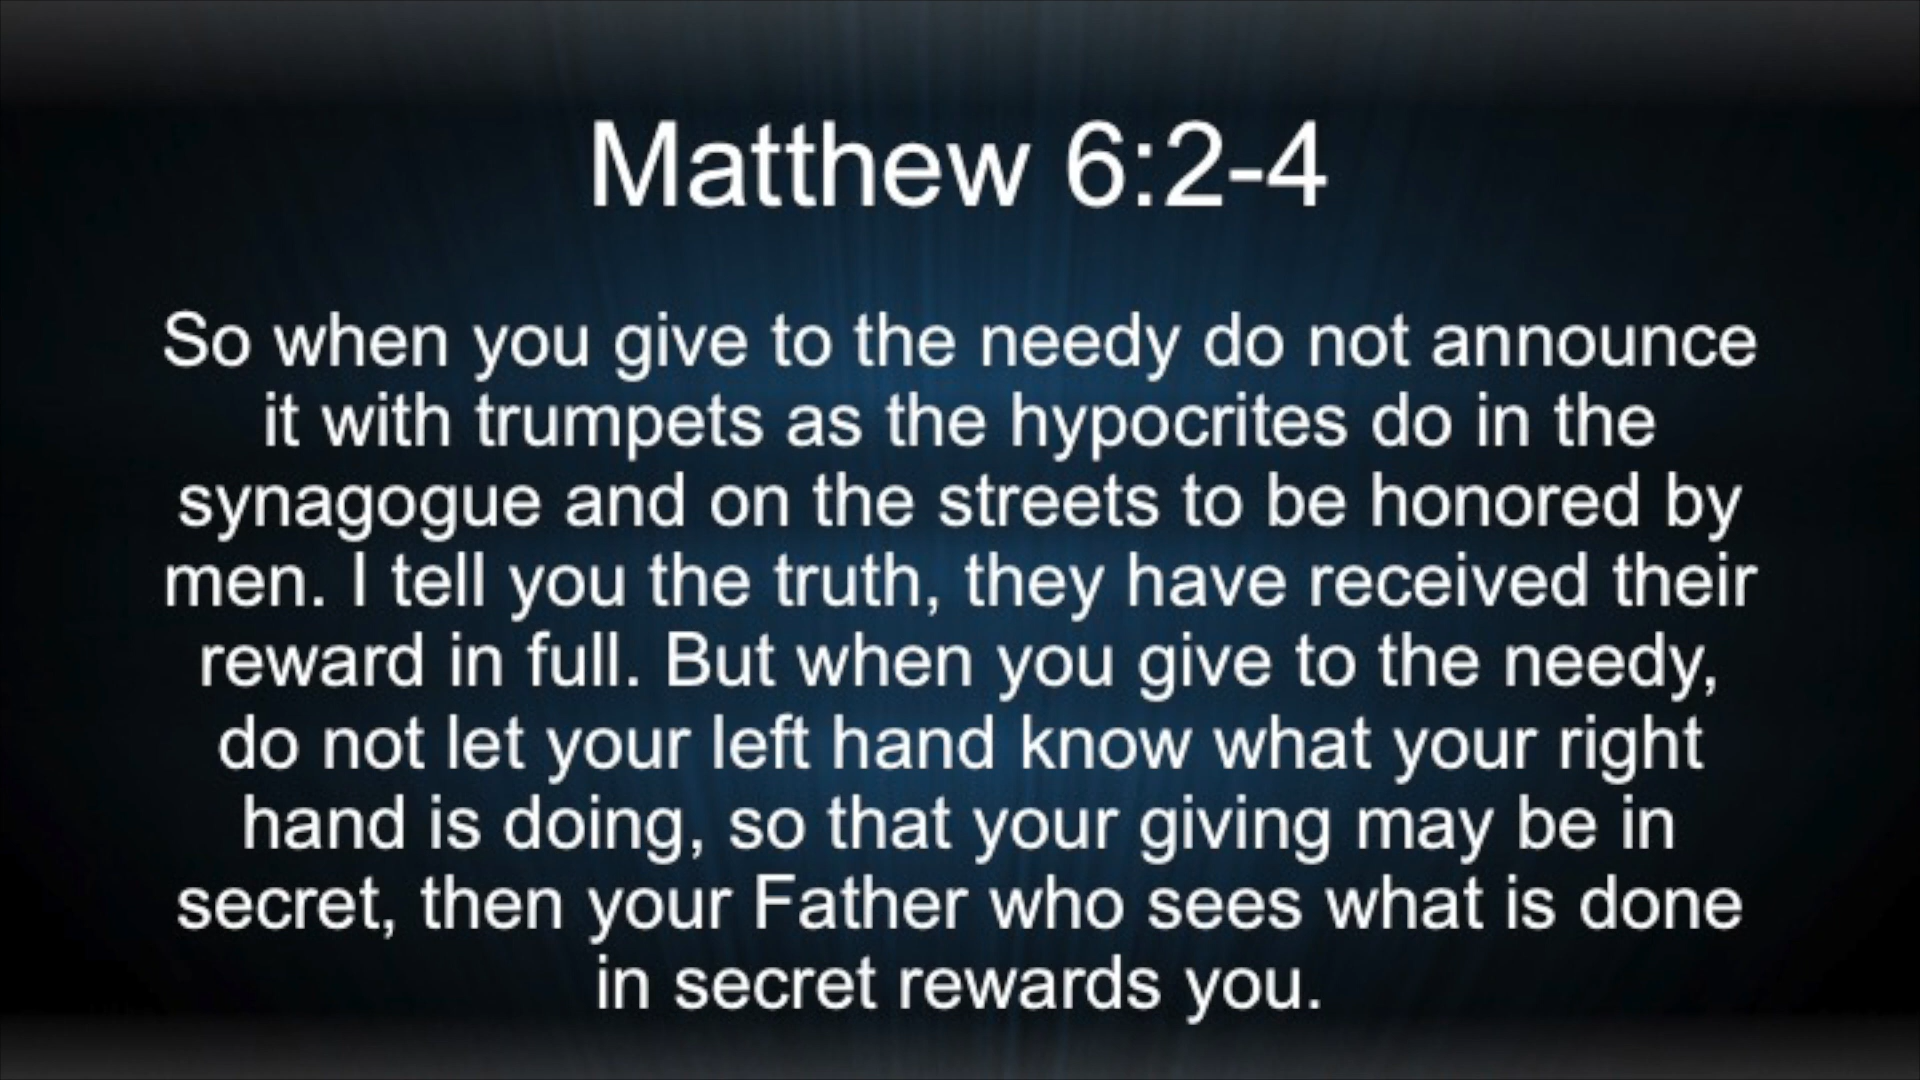 Matthew 6:2-4
So when you give to the needy do not announce
it with trumpets as the hypocrites do in the
synagogue and on the streets to be honored by
men. I tell you the truth, they have received their
reward in full. But when you give to the needy,
do not let your left hand know what your right
hand is doing, so that your giving may be in
secret, then your Father who sees what is done
in secret rewards you.